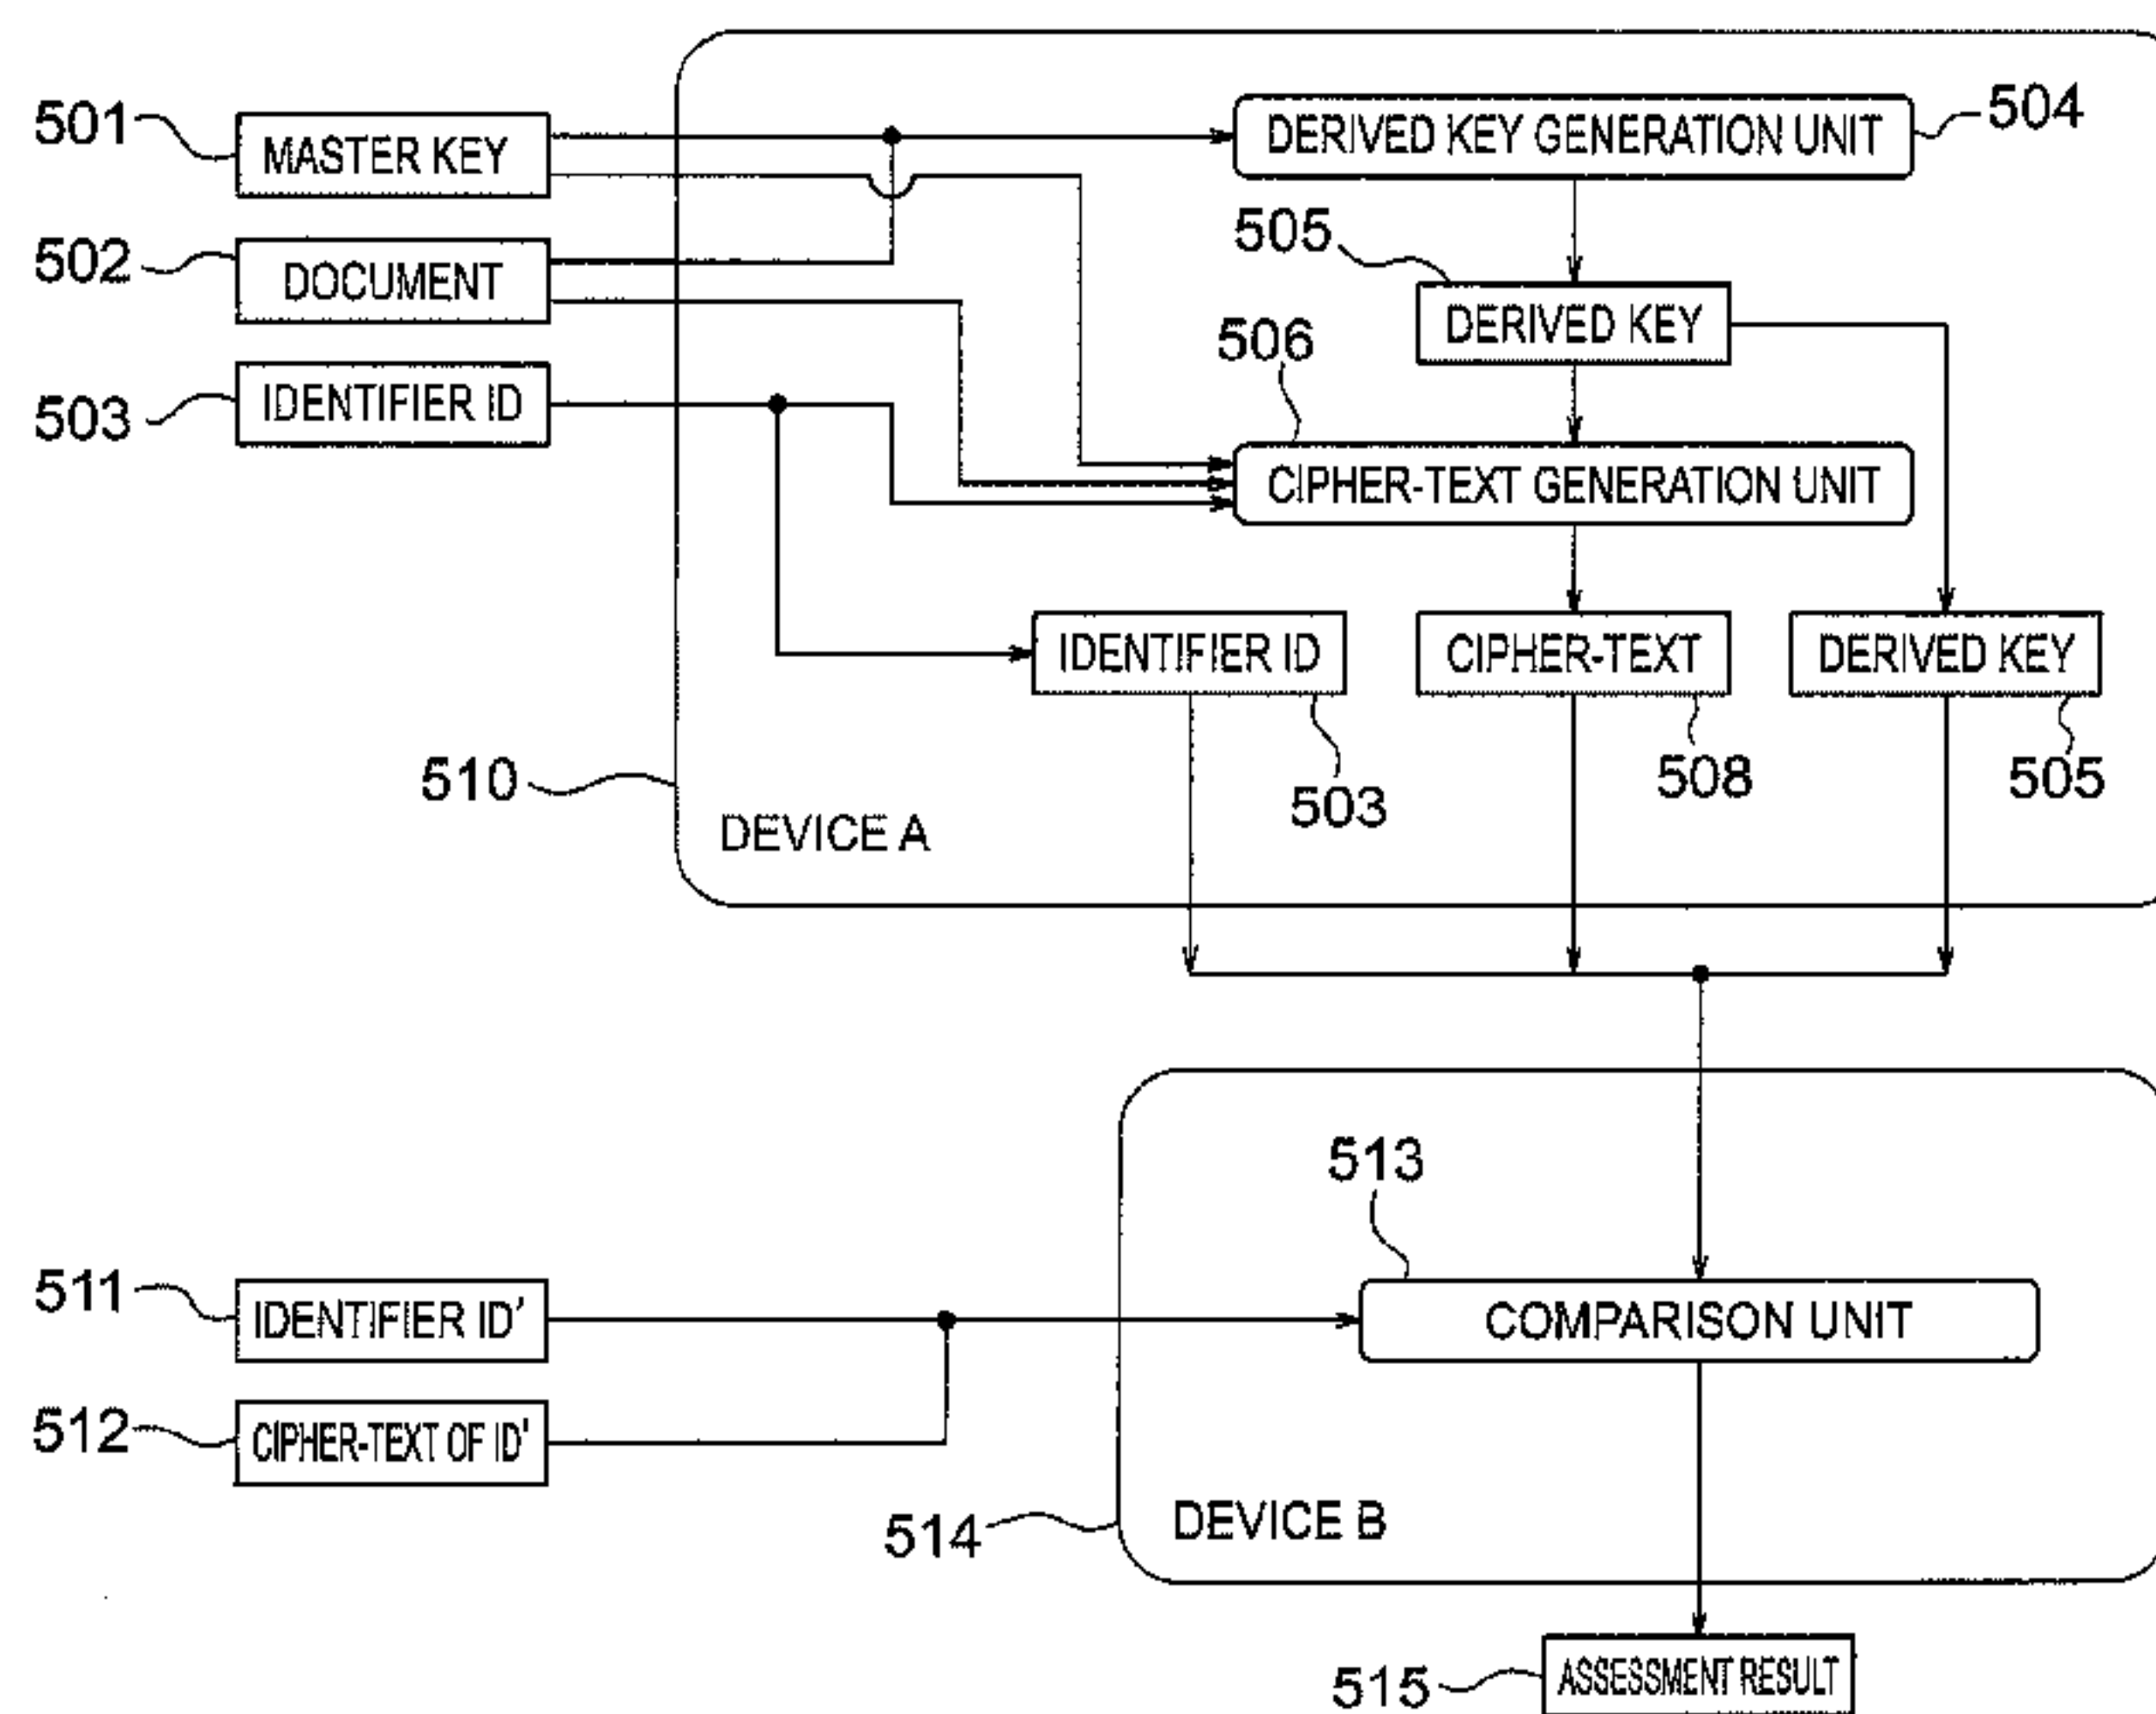 501
MASTER KEY
DERIVED KEY GENERATION UNIT
504
502
DOCUMENT
505
DERIVED KEY
503
IDENTIFIER ID
506
CIPHER-TEXT GENERATION UNIT
IDENTIFIER ID
CIPHER-TEXT
DERIVED KEY
510
503
508
505
DEVICE A
513
511
IDENTIFIER ID'
COMPARISON UNIT
512
CIPHER-TEXT OF ID'
514
DEVICE B
515
ASSESSMENT RESULT